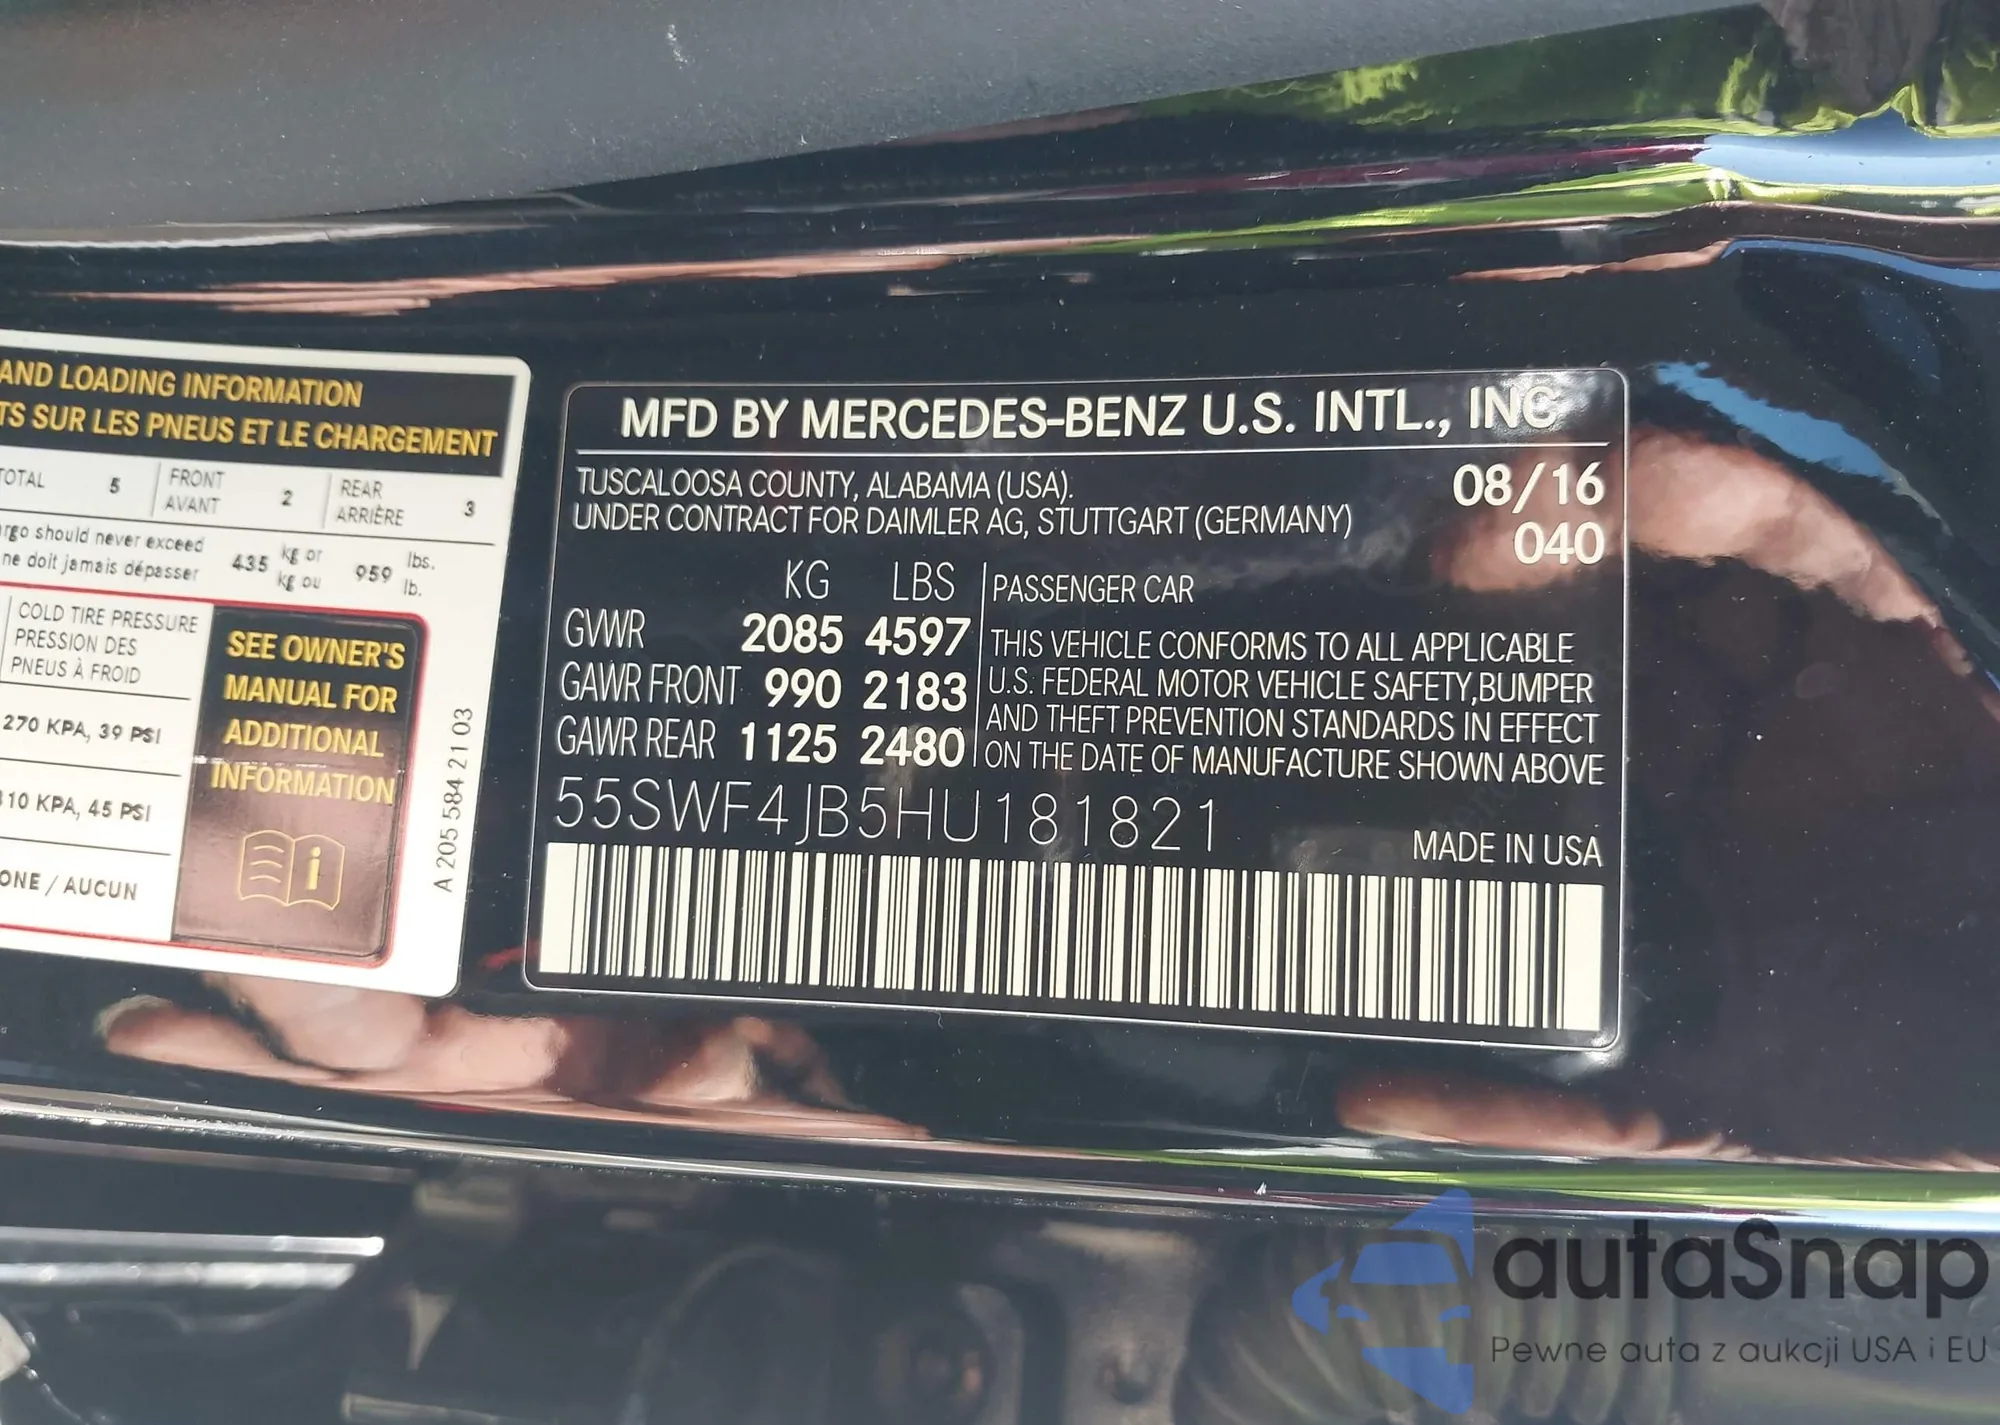 AND LOADING INFORMATION
TS SUR LES PNEUS ET LE CHARGEMENT
TOTAL 5 FRONT AVANT 2 REAR ARRIÈRE 3
rgo should never exceed 435 kg or 959 lbs.
ne doit jamais dépasser kg ou lb.
COLD TIRE PRESSURE
PRESSION DES
PNEUS À FROID
270 KPA, 39 PSI
310 KPA, 45 PSI
ONE / AUCUN
SEE OWNER'S
MANUAL FOR
ADDITIONAL
INFORMATION
i
A 205 584 21 03
MFD BY MERCEDES-BENZ U.S. INTL., INC
TUSCALOOSA COUNTY, ALABAMA (USA). 08/16
UNDER CONTRACT FOR DAIMLER AG, STUTTGART (GERMANY) 040
KG LBS
GVWR 2085 4597
GAWR FRONT 990 2183
GAWR REAR 1125 2480
PASSENGER CAR
THIS VEHICLE CONFORMS TO ALL APPLICABLE
U.S. FEDERAL MOTOR VEHICLE SAFETY,BUMPER
AND THEFT PREVENTION STANDARDS IN EFFECT
ON THE DATE OF MANUFACTURE SHOWN ABOVE
55SWF4JB5HU181821
MADE IN USA
autaSnap
Pewne auta z aukcji USA i EU